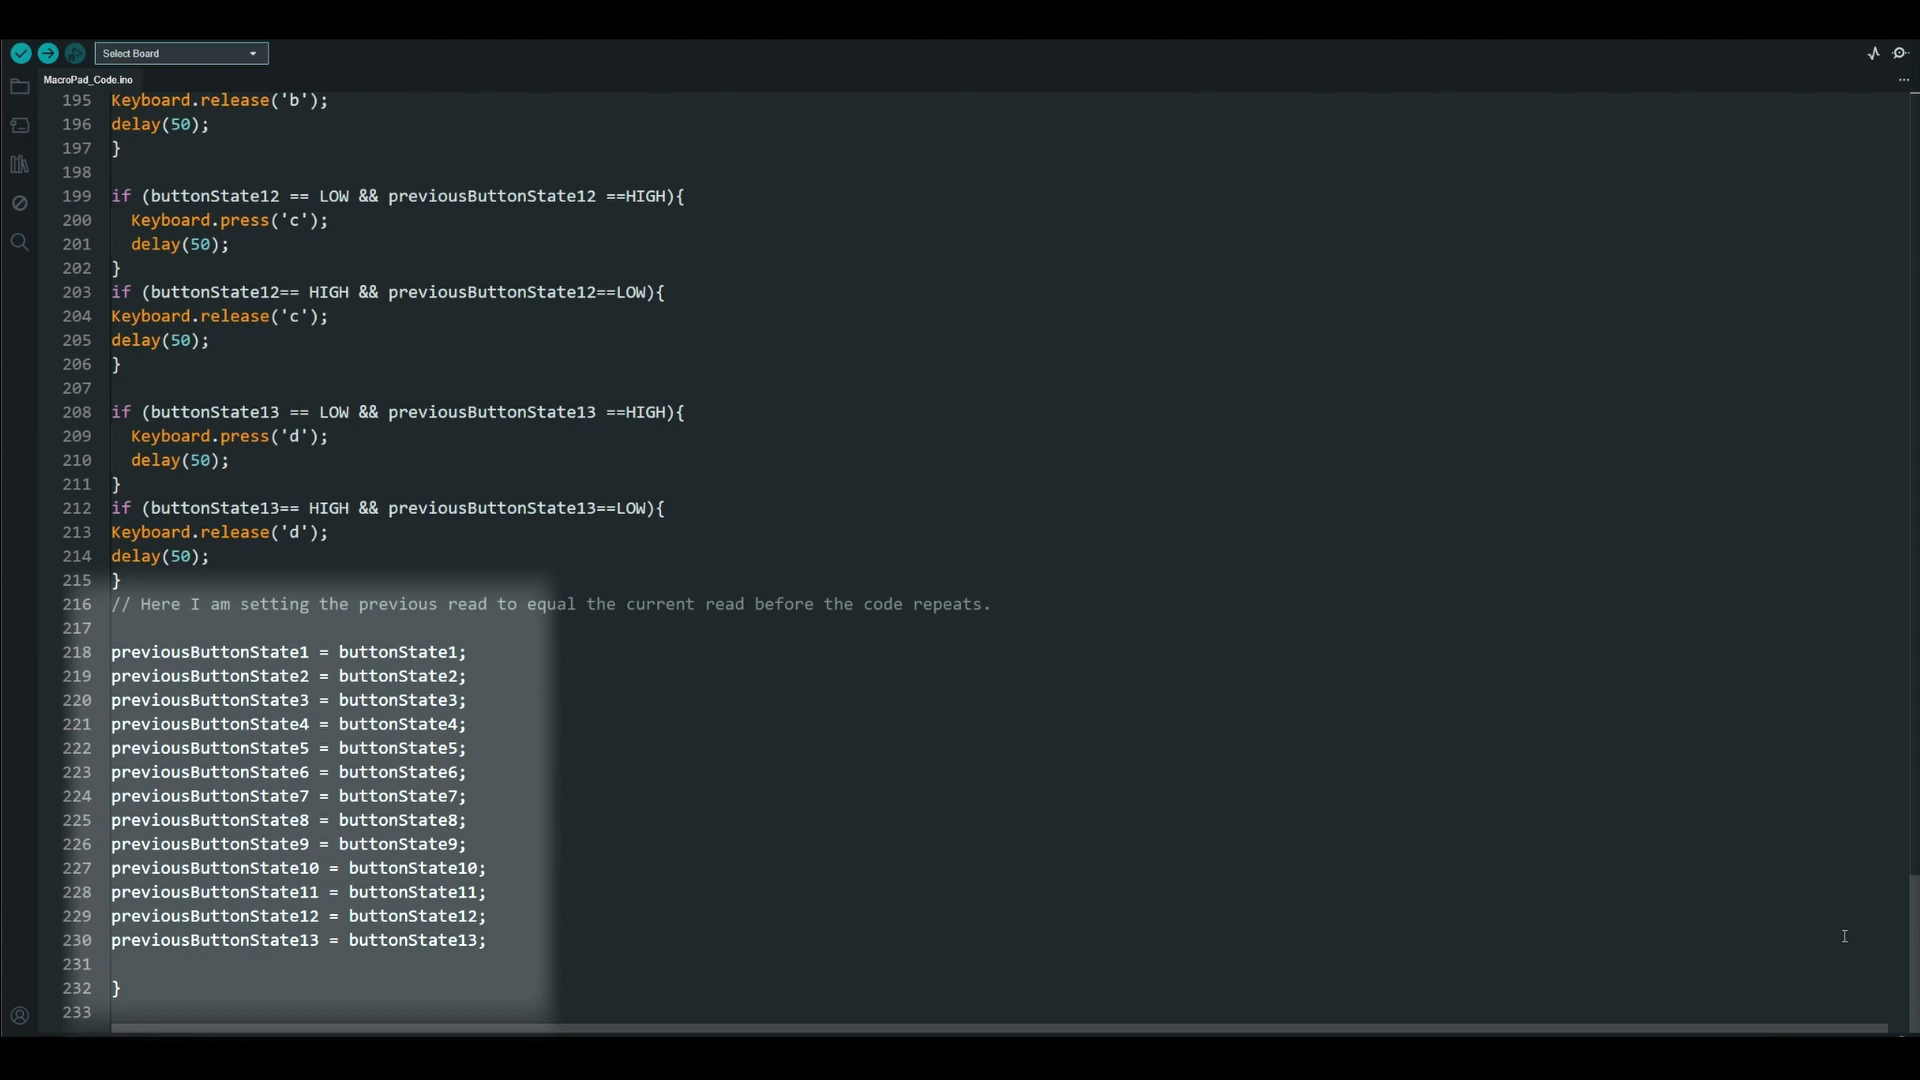 Select Board
MacroPad_Code.ino
195 Keyboard.release('b');
196 delay(50);
197 }
198
199 if (buttonState12 == LOW && previousButtonState12 ==HIGH){
200 Keyboard.press('c');
201 delay(50);
202 }
203 if (buttonState12== HIGH && previousButtonState12==LOW){
204 Keyboard.release('c');
205 delay(50);
206 }
207
208 if (buttonState13 == LOW && previousButtonState13 ==HIGH){
209 Keyboard.press('d');
210 delay(50);
211 }
212 if (buttonState13== HIGH && previousButtonState13==LOW){
213 Keyboard.release('d');
214 delay(50);
215 }
216 // Here I am setting the previous read to equal the current read before the code repeats.
217
218 previousButtonState1 = buttonState1;
219 previousButtonState2 = buttonState2;
220 previousButtonState3 = buttonState3;
221 previousButtonState4 = buttonState4;
222 previousButtonState5 = buttonState5;
223 previousButtonState6 = buttonState6;
224 previousButtonState7 = buttonState7;
225 previousButtonState8 = buttonState8;
226 previousButtonState9 = buttonState9;
227 previousButtonState10 = buttonState10;
228 previousButtonState11 = buttonState11;
229 previousButtonState12 = buttonState12;
230 previousButtonState13 = buttonState13;
231
232 }
233